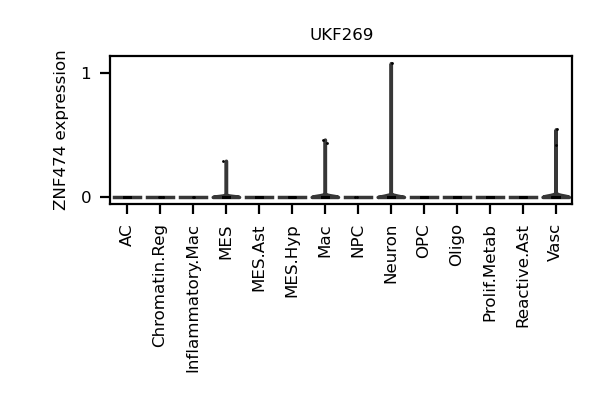 UKF269
ZNF474 expression
1
0
AC
Chromatin.Reg
Inflammatory.Mac
MES
MES.Ast
MES.Hyp
Mac
NPC
Neuron
OPC
Oligo
Prolif.Metab
Reactive.Ast
Vasc